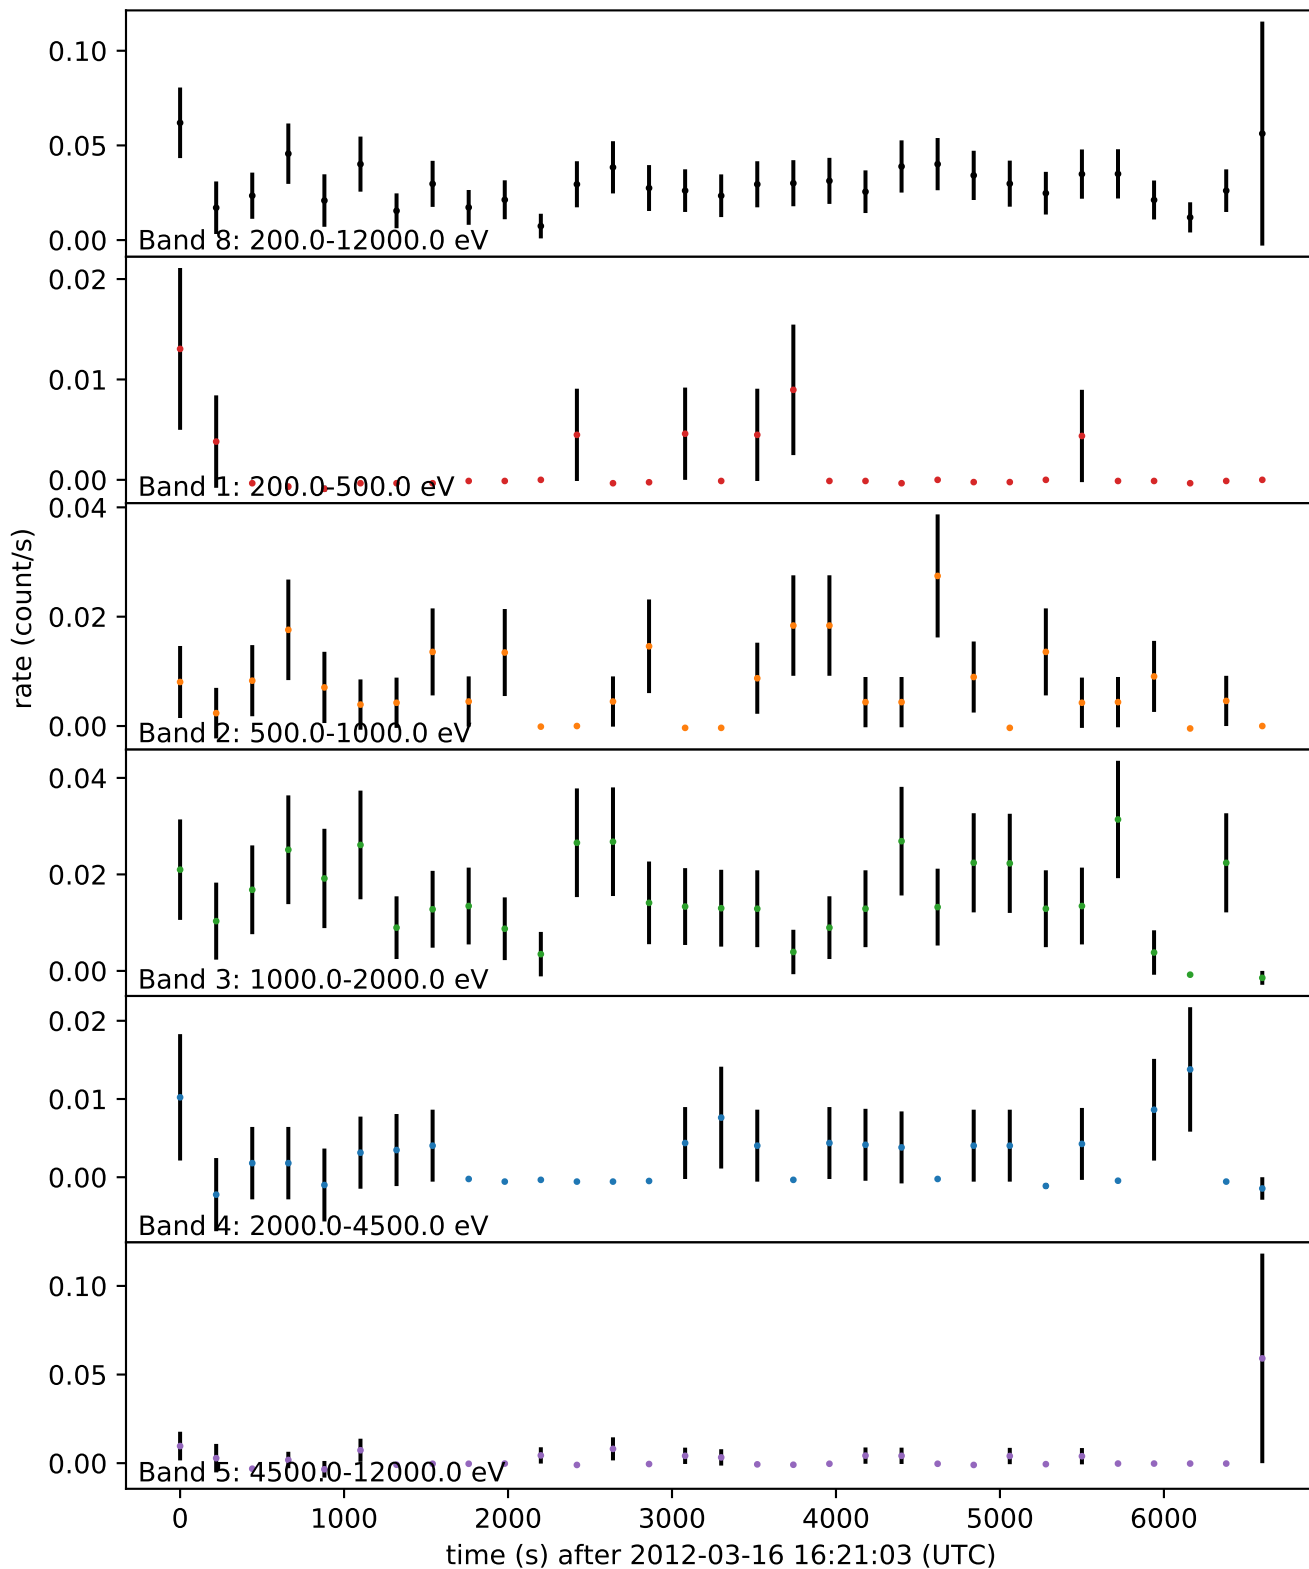 0.10
0.05
0.00
Band 8: 200.0-12000.0 eV
0.02
0.01
0.00
Band 1: 200.0-500.0 eV
0.04
0.02
0.00
Band 2: 500.0-1000.0 eV
rate (count/s)
0.04
0.02
0.00
Band 3: 1000.0-2000.0 eV
0.02
0.01
0.00
Band 4: 2000.0-4500.0 eV
0.10
0.05
0.00
Band 5: 4500.0-12000.0 eV
0 1000 2000 3000 4000 5000 6000
time (s) after 2012-03-16 16:21:03 (UTC)